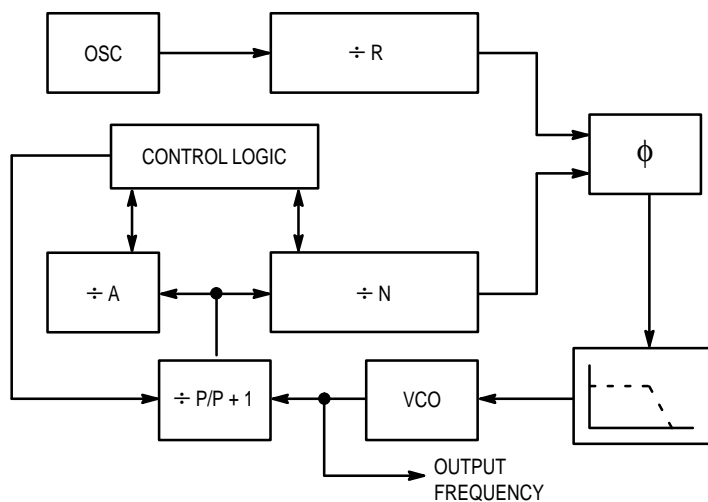 OSC
÷ R
CONTROL LOGIC
ϕ
÷ A
÷ N
÷ P/P + 1
VCO
OUTPUT
FREQUENCY